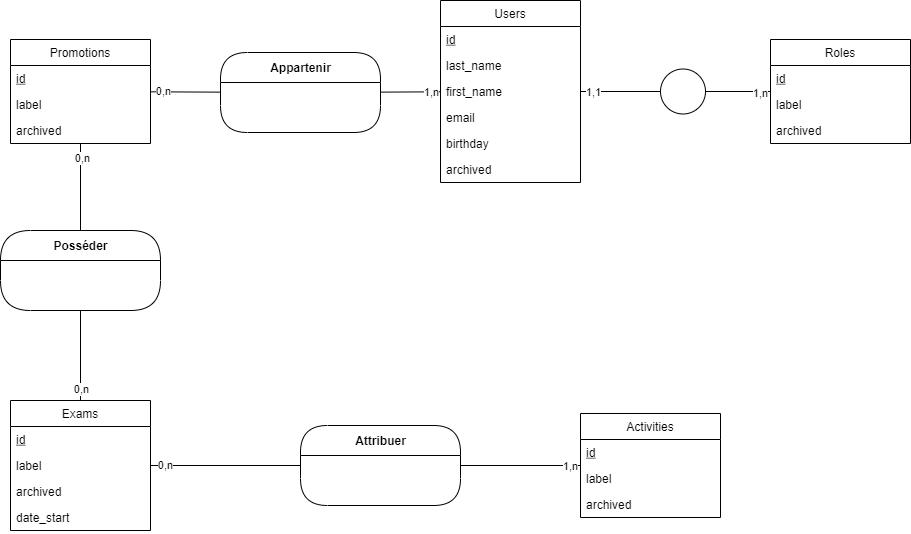 Promotions
id
label
archived
0,n
Appartenir
1,n
Users
id
last_name
first_name
email
birthday
archived
1,1
1,n
Roles
id
label
archived
0,n
Posséder
0,n
Exams
id
label
archived
date_start
0,n
Attribuer
1,n
Activities
id
label
archived